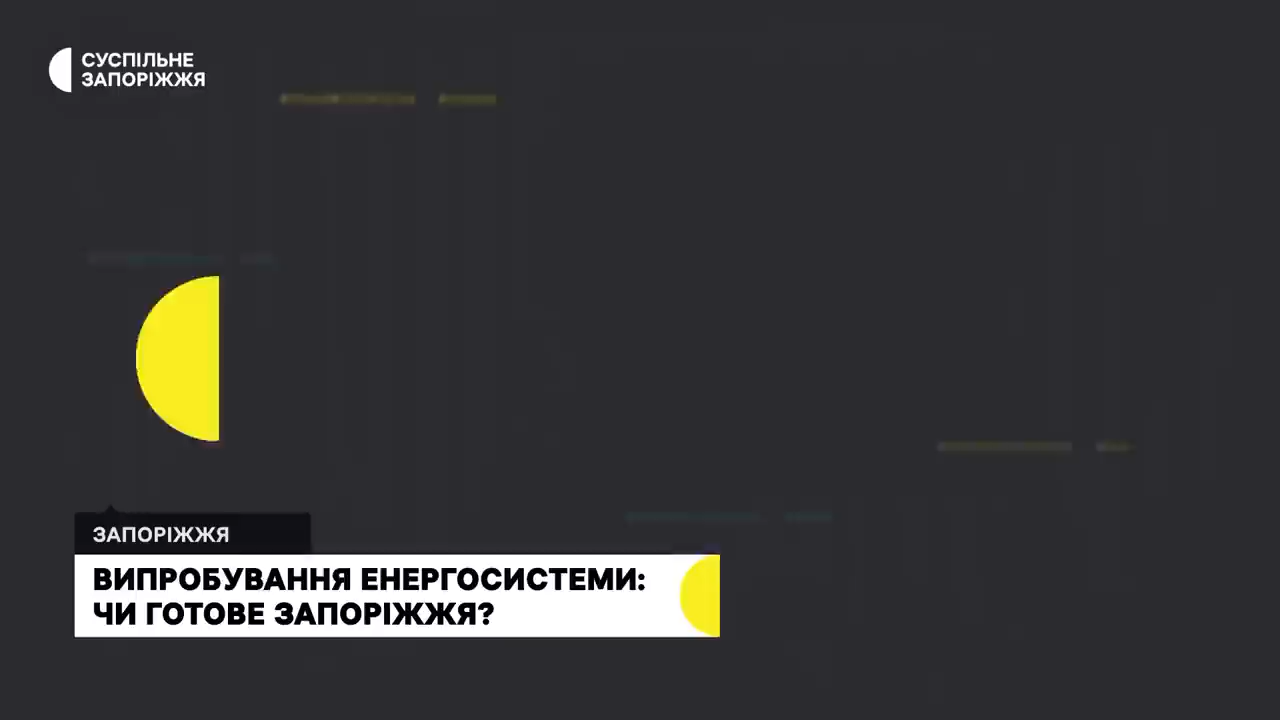 СУСПІЛЬНЕ
ЗАПОРІЖЖЯ
ЗАПОРІЖЖЯ
ВИПРОБУВАННЯ ЕНЕРГОСИСТЕМИ:
ЧИ ГОТОВЕ ЗАПОРІЖЖЯ?